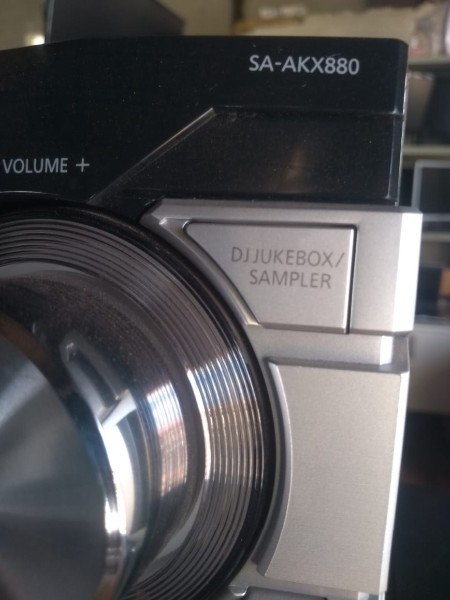 SA-AKX880
VOLUME +
DJ JUKEBOX/
SAMPLER